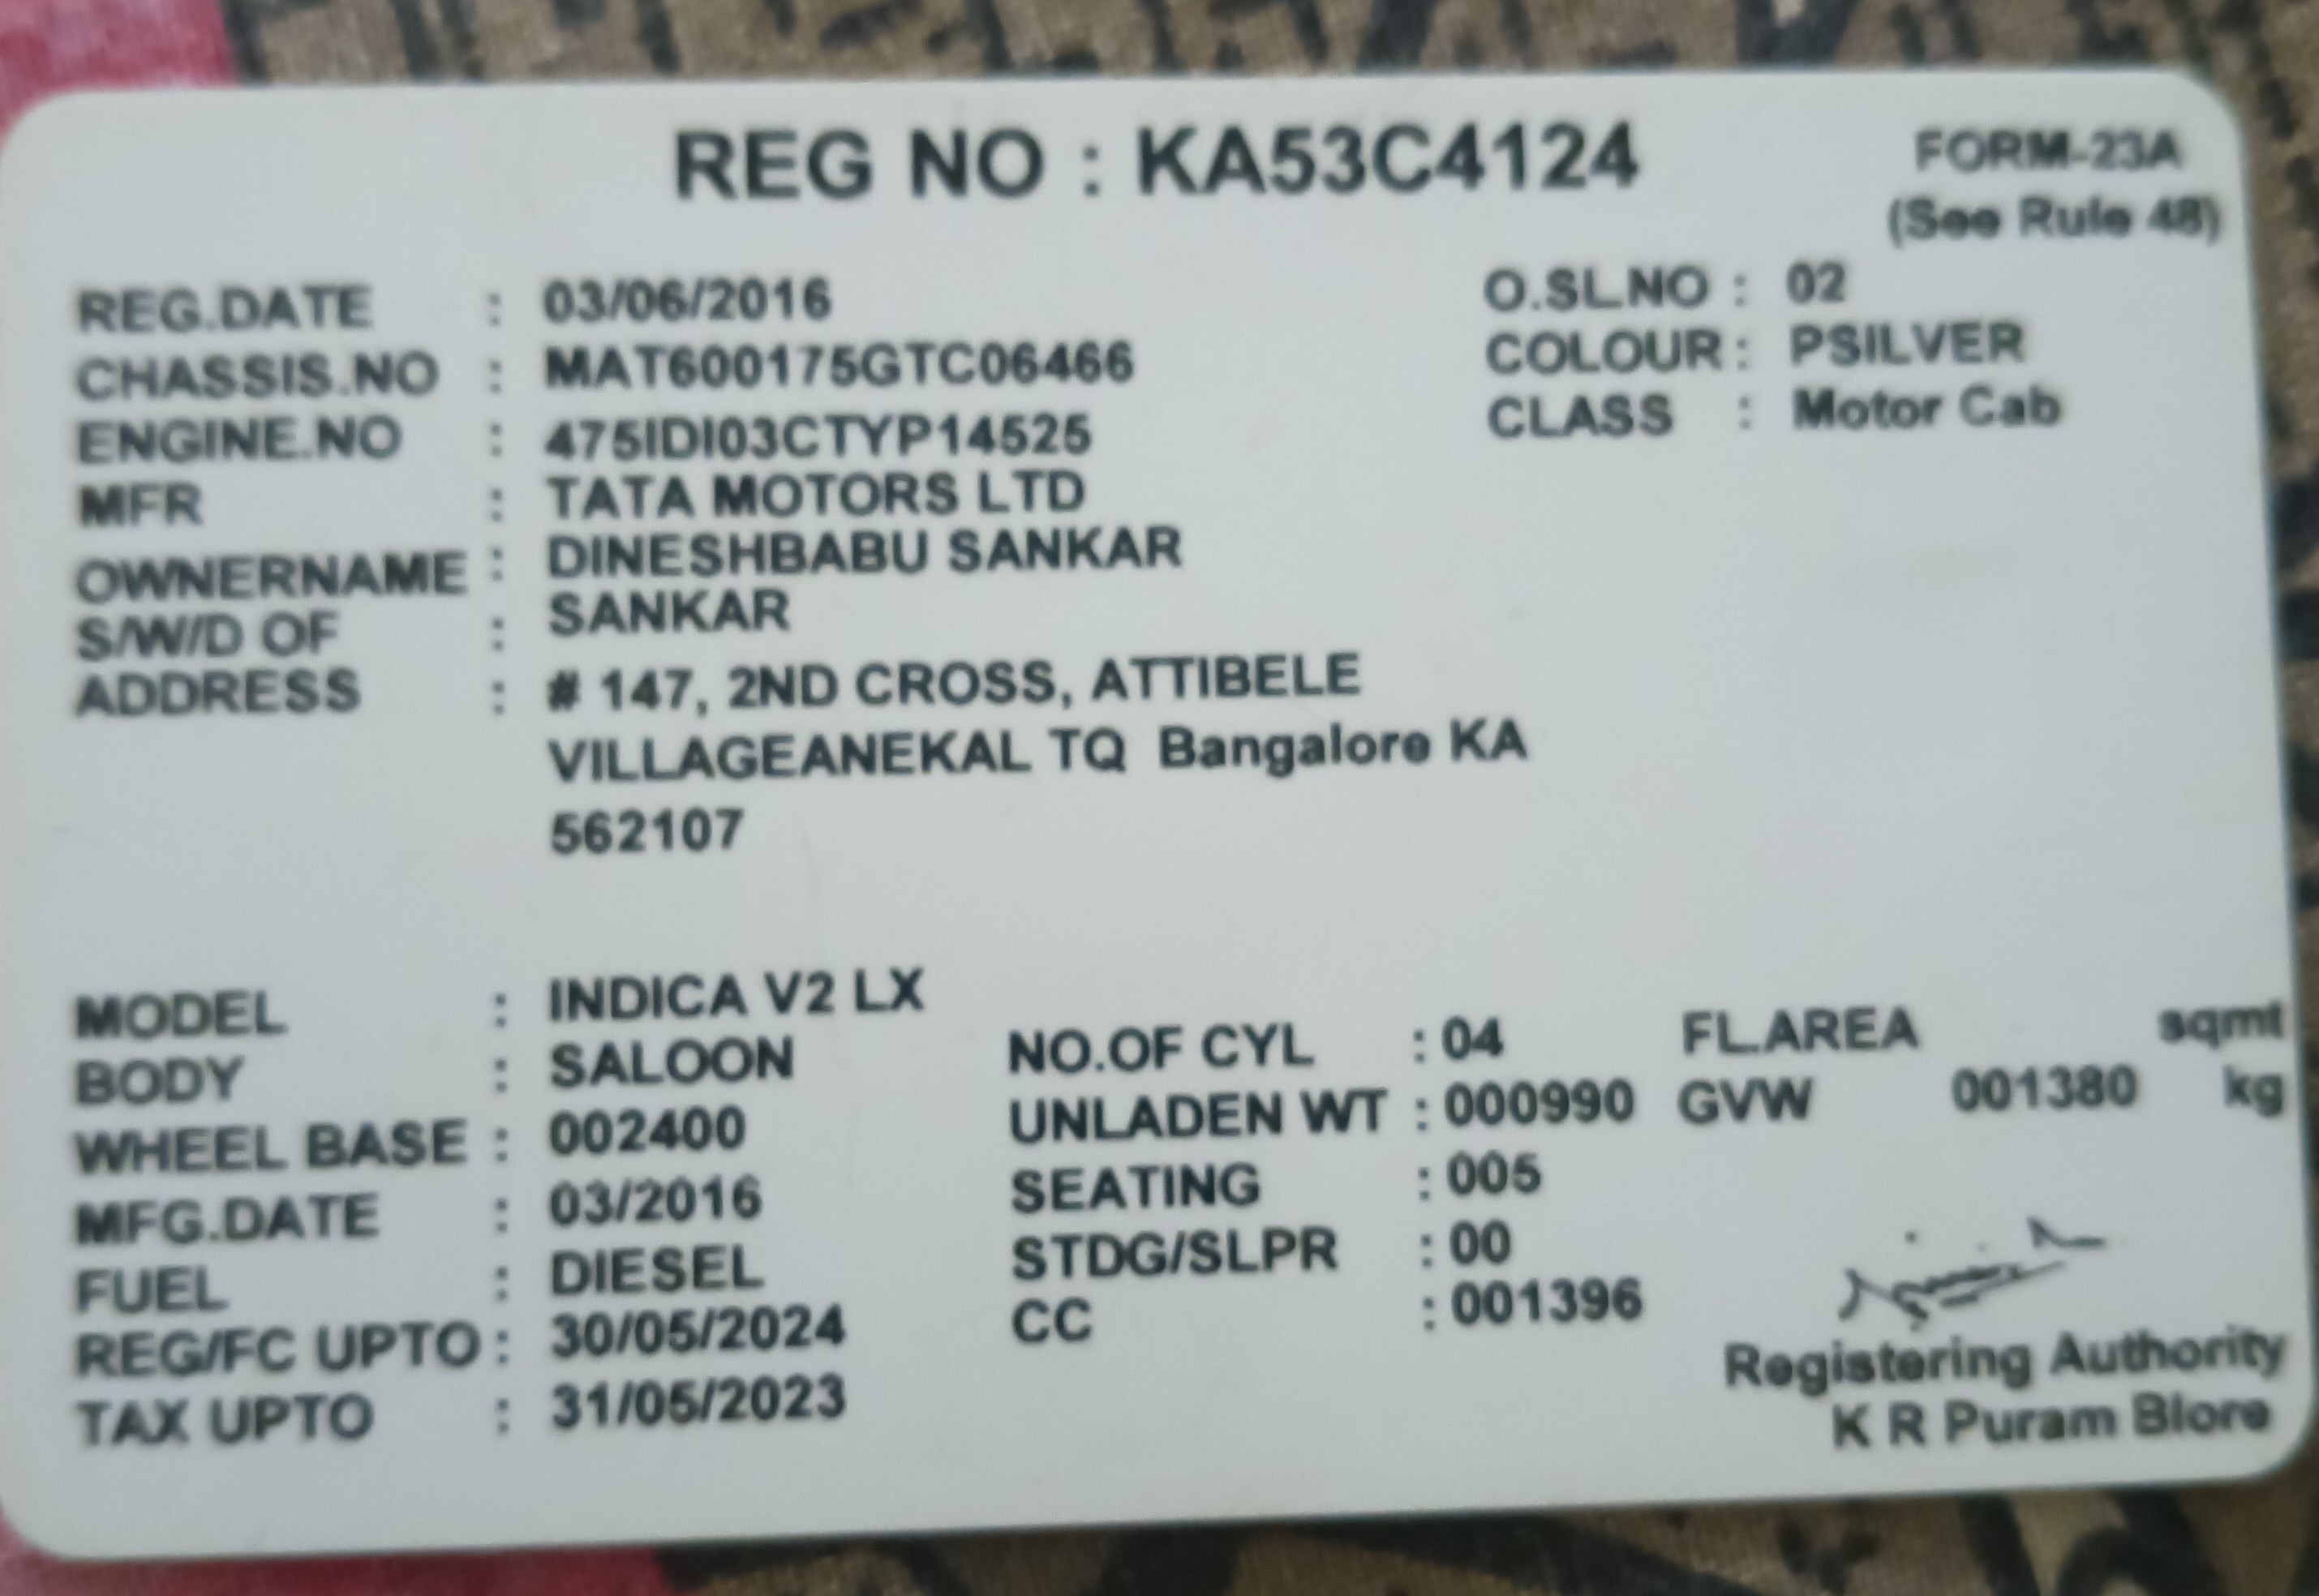 REG NO : KA53C4124
FORM-23A
(See Rule 48)
REG.DATE : 03/06/2016
O.SL.NO : 02
CHASSIS.NO : MAT600175GTC06466
COLOUR : PSILVER
ENGINE.NO : 475IDI03CTYP14525
CLASS : Motor Cab
MFR : TATA MOTORS LTD
OWNERNAME : DINESHBABU SANKAR
S/W/D OF : SANKAR
ADDRESS : # 147, 2ND CROSS, ATTIBELE
VILLAGEANEKAL TQ Bangalore KA
562107
MODEL : INDICA V2 LX
BODY : SALOON
NO.OF CYL : 04 FL.AREA sqmt
WHEEL BASE : 002400
UNLADEN WT : 000990 GVW 001380 kg
MFG.DATE : 03/2016
SEATING : 005
FUEL : DIESEL
STDG/SLPR : 00
REG/FC UPTO : 30/05/2024
CC : 001396
TAX UPTO : 31/05/2023
Registering Authority
K R Puram Blore